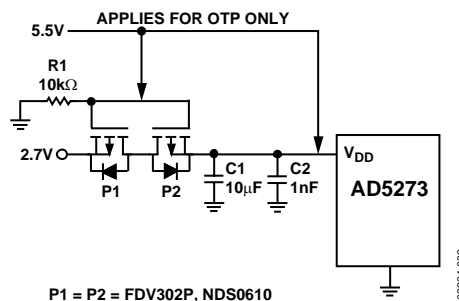 APPLIES FOR OTP ONLY
5.5V
R1
10kΩ
2.7V
P1
P2
C1
10μF
C2
1nF
VDD
AD5273
P1 = P2 = FDV302P, NDS0610